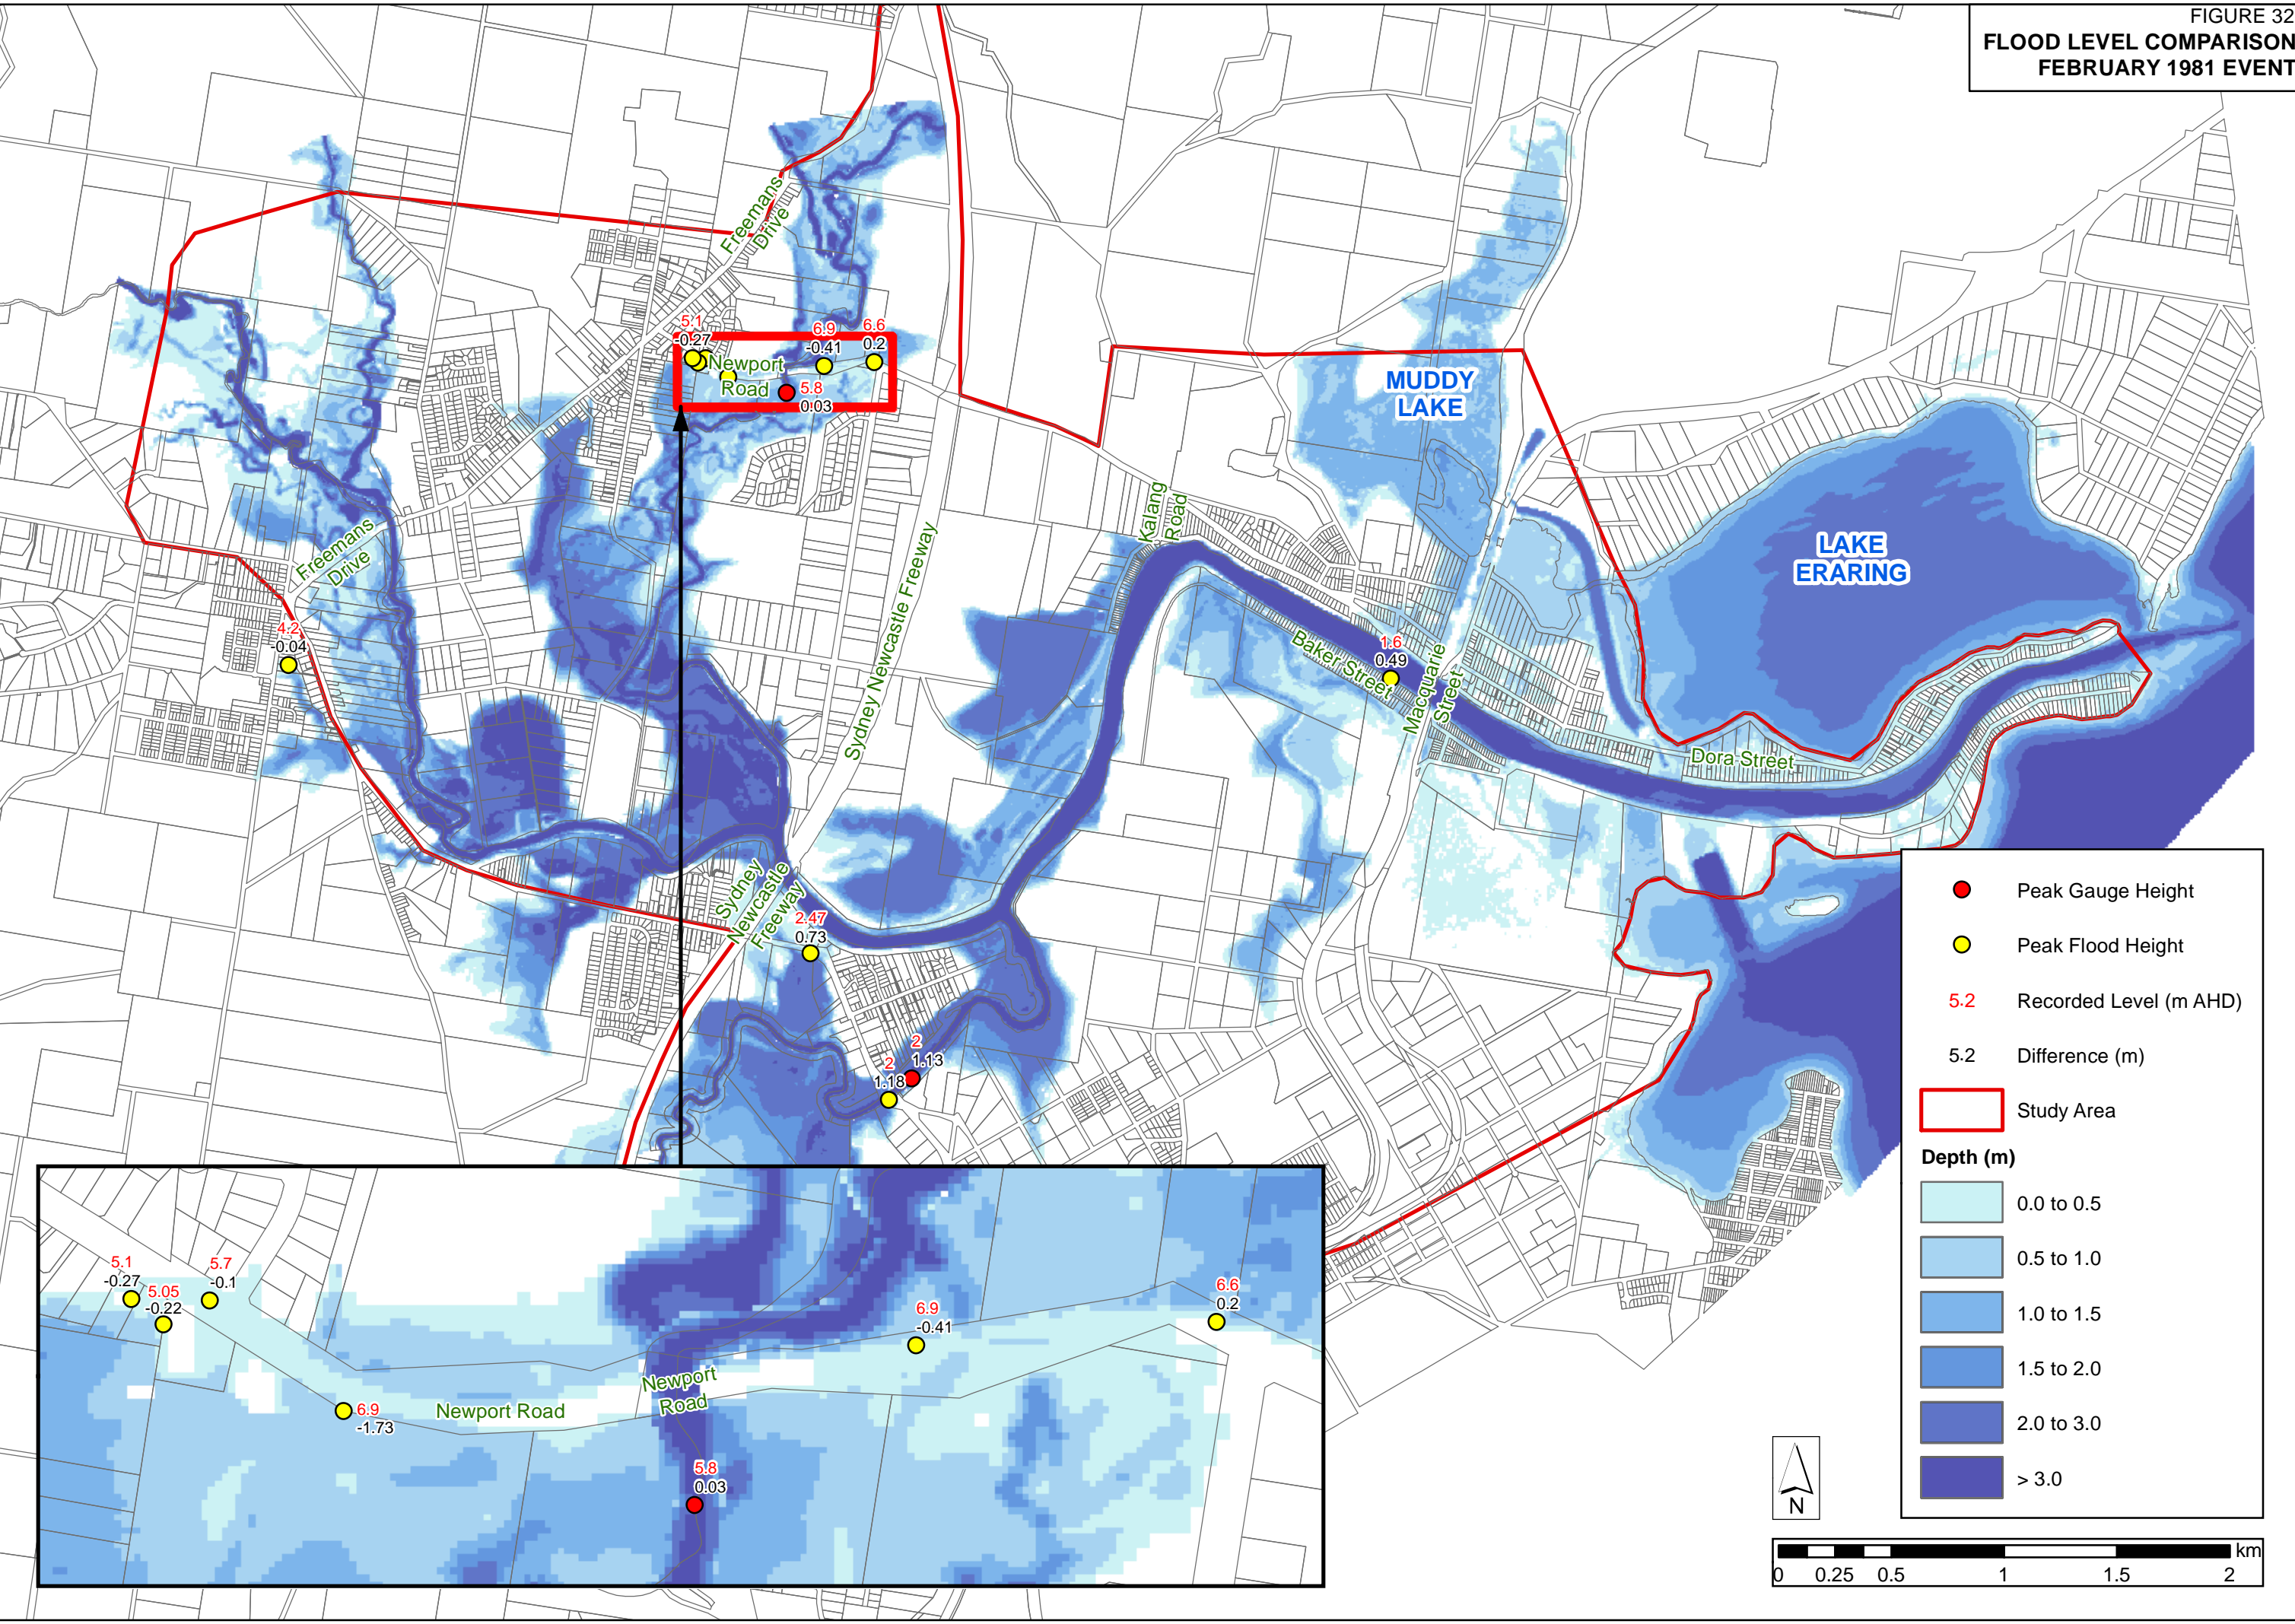 FIGURE 32
FLOOD LEVEL COMPARISON
FEBRUARY 1981 EVENT
Freemans
Drive
5.1
-0.27
6.9
-0.41
6.6
0.2
Newport
Road
5.8
0.03
MUDDY
LAKE
Kalang
Road
LAKE
ERARING
Freemans
Drive
Sydney Newcastle Freeway
4.2
-0.04
Baker Street
1.6
0.49
Macquarie
Street
Dora Street
Sydney
Newcastle
Freeway
2.47
0.73
2
1.13
2
1.18
5.1
-0.27
5.05
-0.22
5.7
-0.1
6.9
-1.73
Newport Road
Newport
Road
6.9
-0.41
6.6
0.2
5.8
0.03
Peak Gauge Height
Peak Flood Height
5.2 Recorded Level (m AHD)
5.2 Difference (m)
Study Area
Depth (m)
0.0 to 0.5
0.5 to 1.0
1.0 to 1.5
1.5 to 2.0
2.0 to 3.0
> 3.0
N
km
0 0.25 0.5 1 1.5 2